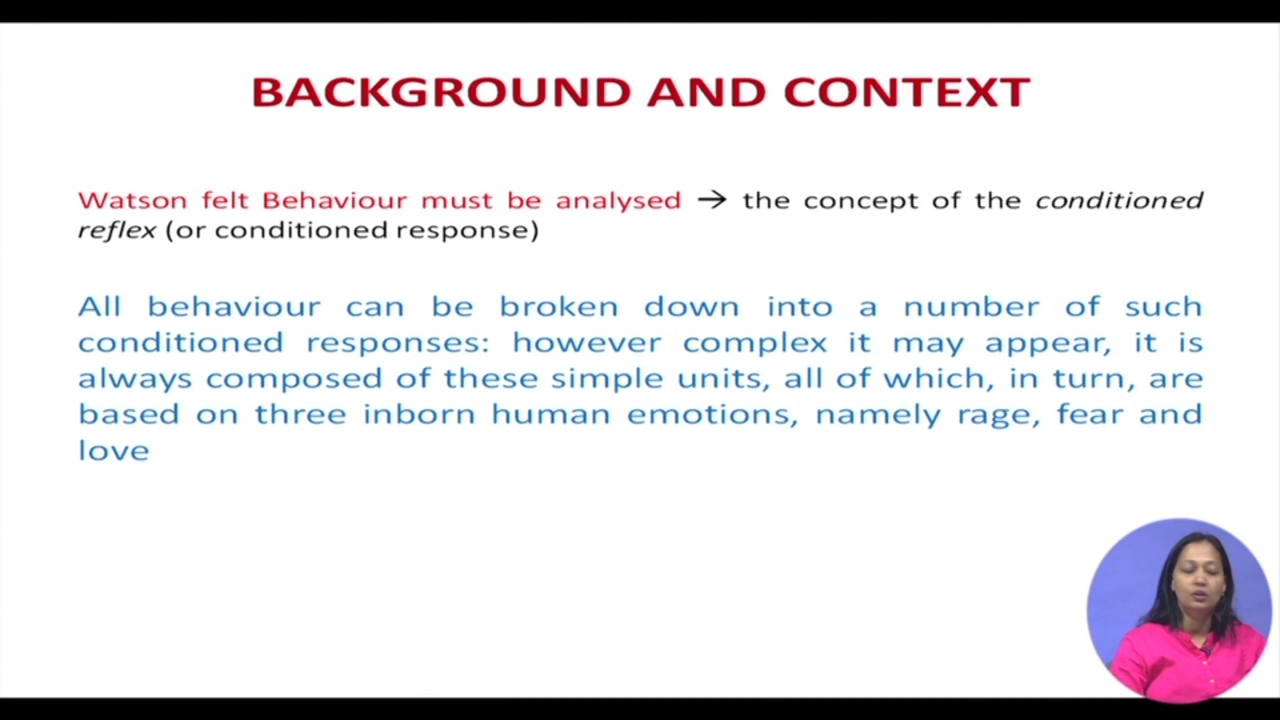 BACKGROUND AND CONTEXT
Watson felt Behaviour must be analysed → the concept of the conditioned
reflex (or conditioned response)
All behaviour can be broken down into a number of such
conditioned responses: however complex it may appear, it is
always composed of these simple units, all of which, in turn, are
based on three inborn human emotions, namely rage, fear and
love